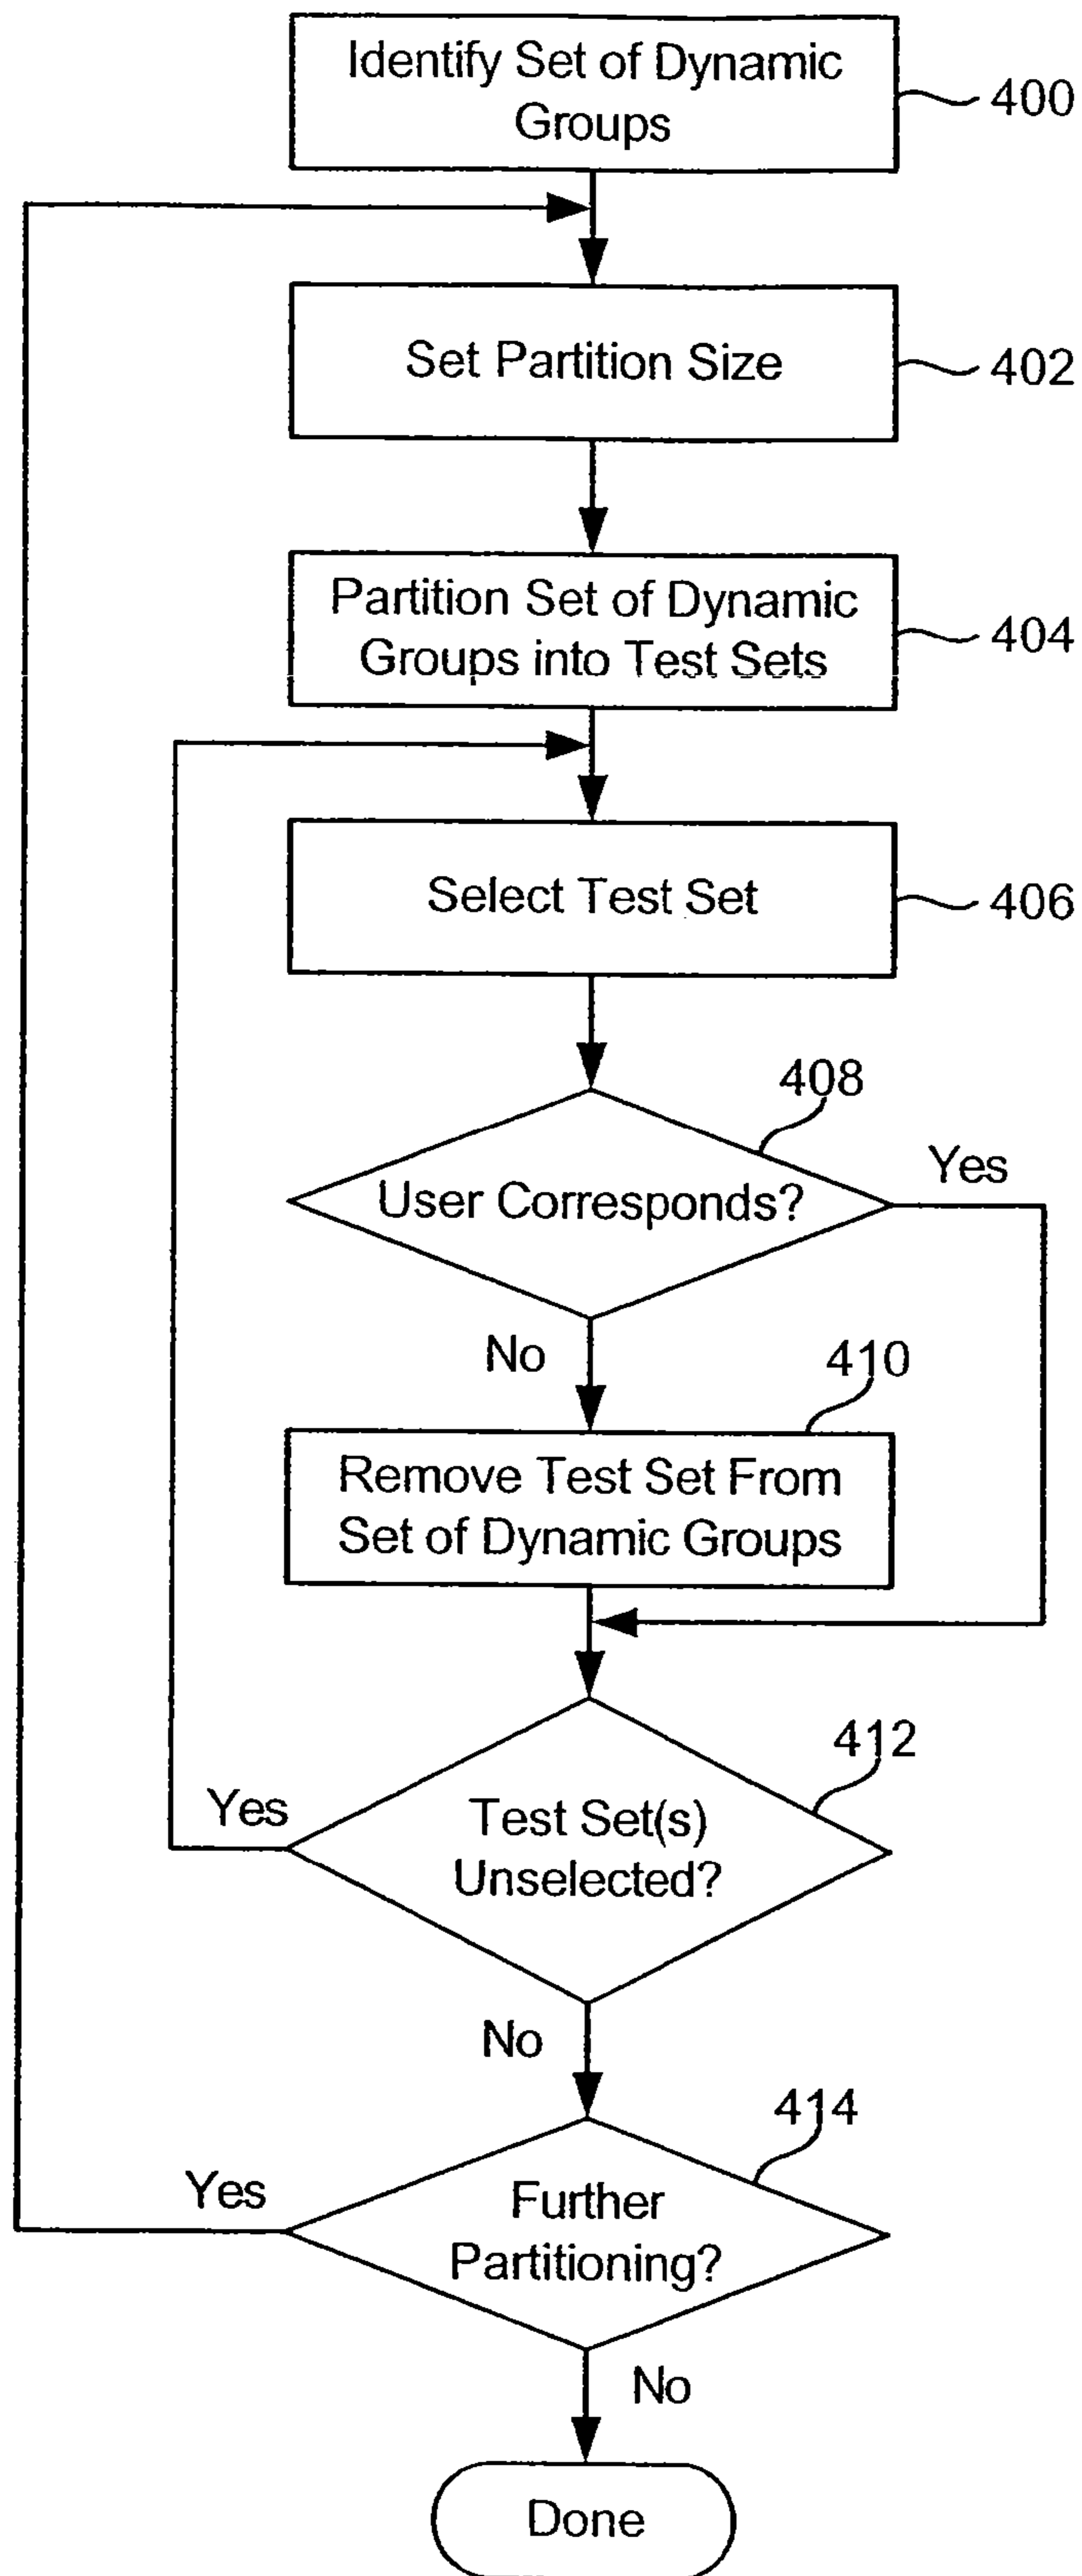 Identify Set of Dynamic
Groups
400
Set Partition Size
402
Partition Set of Dynamic
Groups into Test Sets
404
Select Test Set
406
408
User Corresponds?
Yes
No
410
Remove Test Set From
Set of Dynamic Groups
412
Yes
Test Set(s)
Unselected?
No
414
Yes
Further
Partitioning?
No
Done